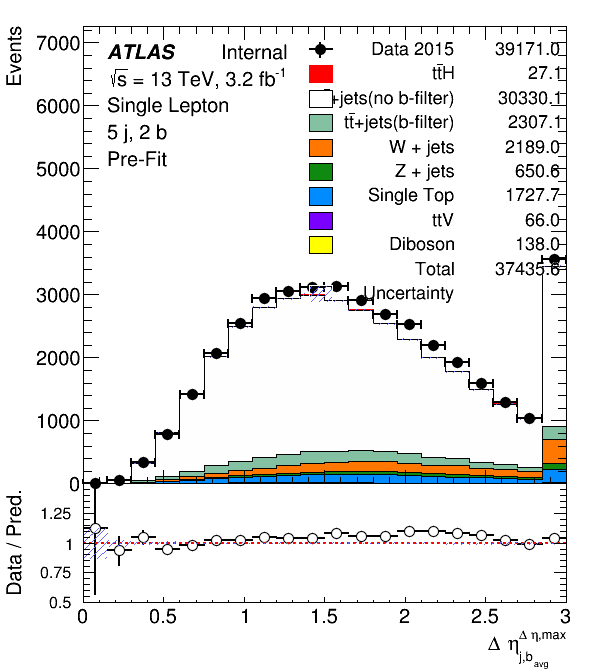 Events
7000
6000
5000
4000
3000
2000
1000
0
ATLAS Internal
√s = 13 TeV, 3.2 fb⁻¹
Single Lepton
5 j, 2 b
Pre-Fit
Data 2015 39171.0
tt̄H 27.1
+jets(no b-filter) 30330.1
tt̄+jets(b-filter) 2307.1
W + jets 2189.0
Z + jets 650.6
Single Top 1727.7
ttV 66.0
Diboson 138.0
Total 37435.6
Uncertainty
Data / Pred.
1.25
1
0.75
0.5
0 0.5 1 1.5 2 2.5 3
Δ η j,b avg Δ η,max